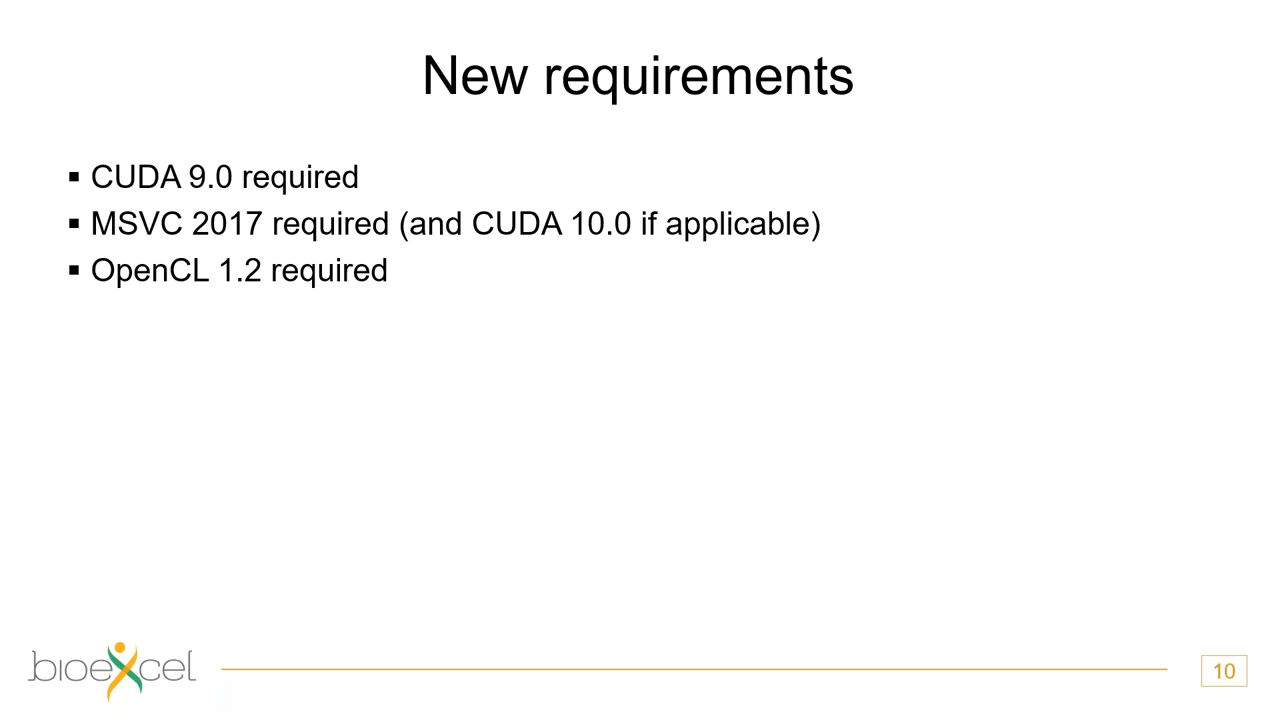 New requirements
▪ CUDA 9.0 required
▪ MSVC 2017 required (and CUDA 10.0 if applicable)
▪ OpenCL 1.2 required
bioexcel
10